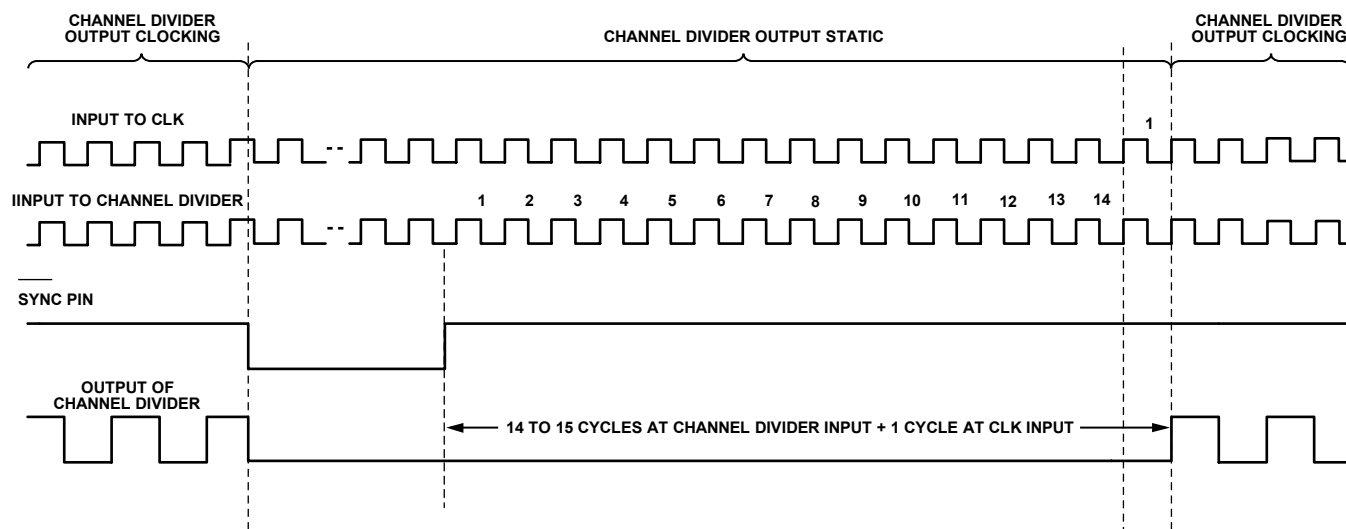 CHANNEL DIVIDER
OUTPUT CLOCKING
CHANNEL DIVIDER OUTPUT STATIC
CHANNEL DIVIDER
OUTPUT CLOCKING
INPUT TO CLK
1
IINPUT TO CHANNEL DIVIDER
1 2 3 4 5 6 7 8 9 10 11 12 13 14
SYNC PIN
OUTPUT OF
CHANNEL DIVIDER
14 TO 15 CYCLES AT CHANNEL DIVIDER INPUT + 1 CYCLE AT CLK INPUT